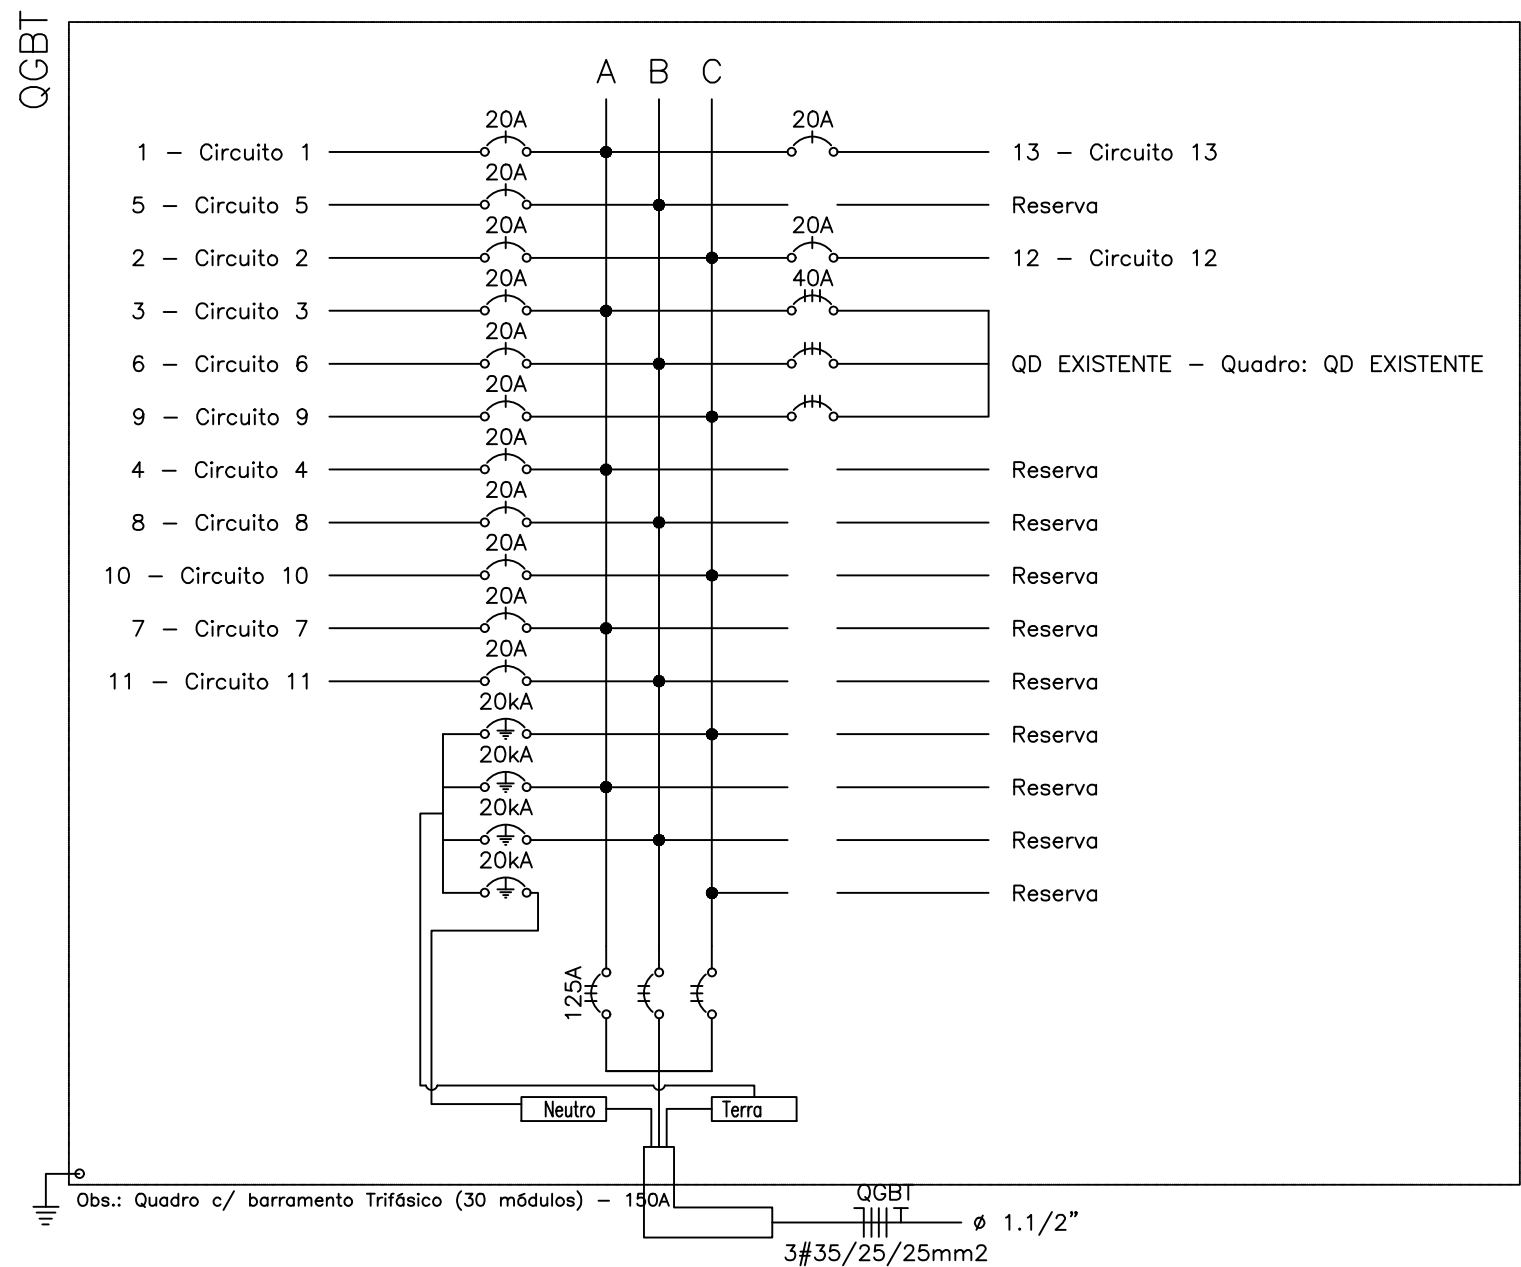 QGBT
A B C
20A 20A
1 - Circuito 1 13 - Circuito 13
20A
5 - Circuito 5 Reserva
20A 20A
2 - Circuito 2 12 - Circuito 12
20A 40A
3 - Circuito 3
20A
6 - Circuito 6 QD EXISTENTE - Quadro: QD EXISTENTE
20A
9 - Circuito 9
20A
4 - Circuito 4 Reserva
20A
8 - Circuito 8 Reserva
20A
10 - Circuito 10 Reserva
20A
7 - Circuito 7 Reserva
20A
11 - Circuito 11 Reserva
20kA
Reserva
20kA
Reserva
20kA
Reserva
20kA
Reserva
125A
Neutro Terra
Obs.: Quadro c/ barramento Trifásico (30 módulos) - 150A
QGBT
ø 1.1/2"
3#35/25/25mm2